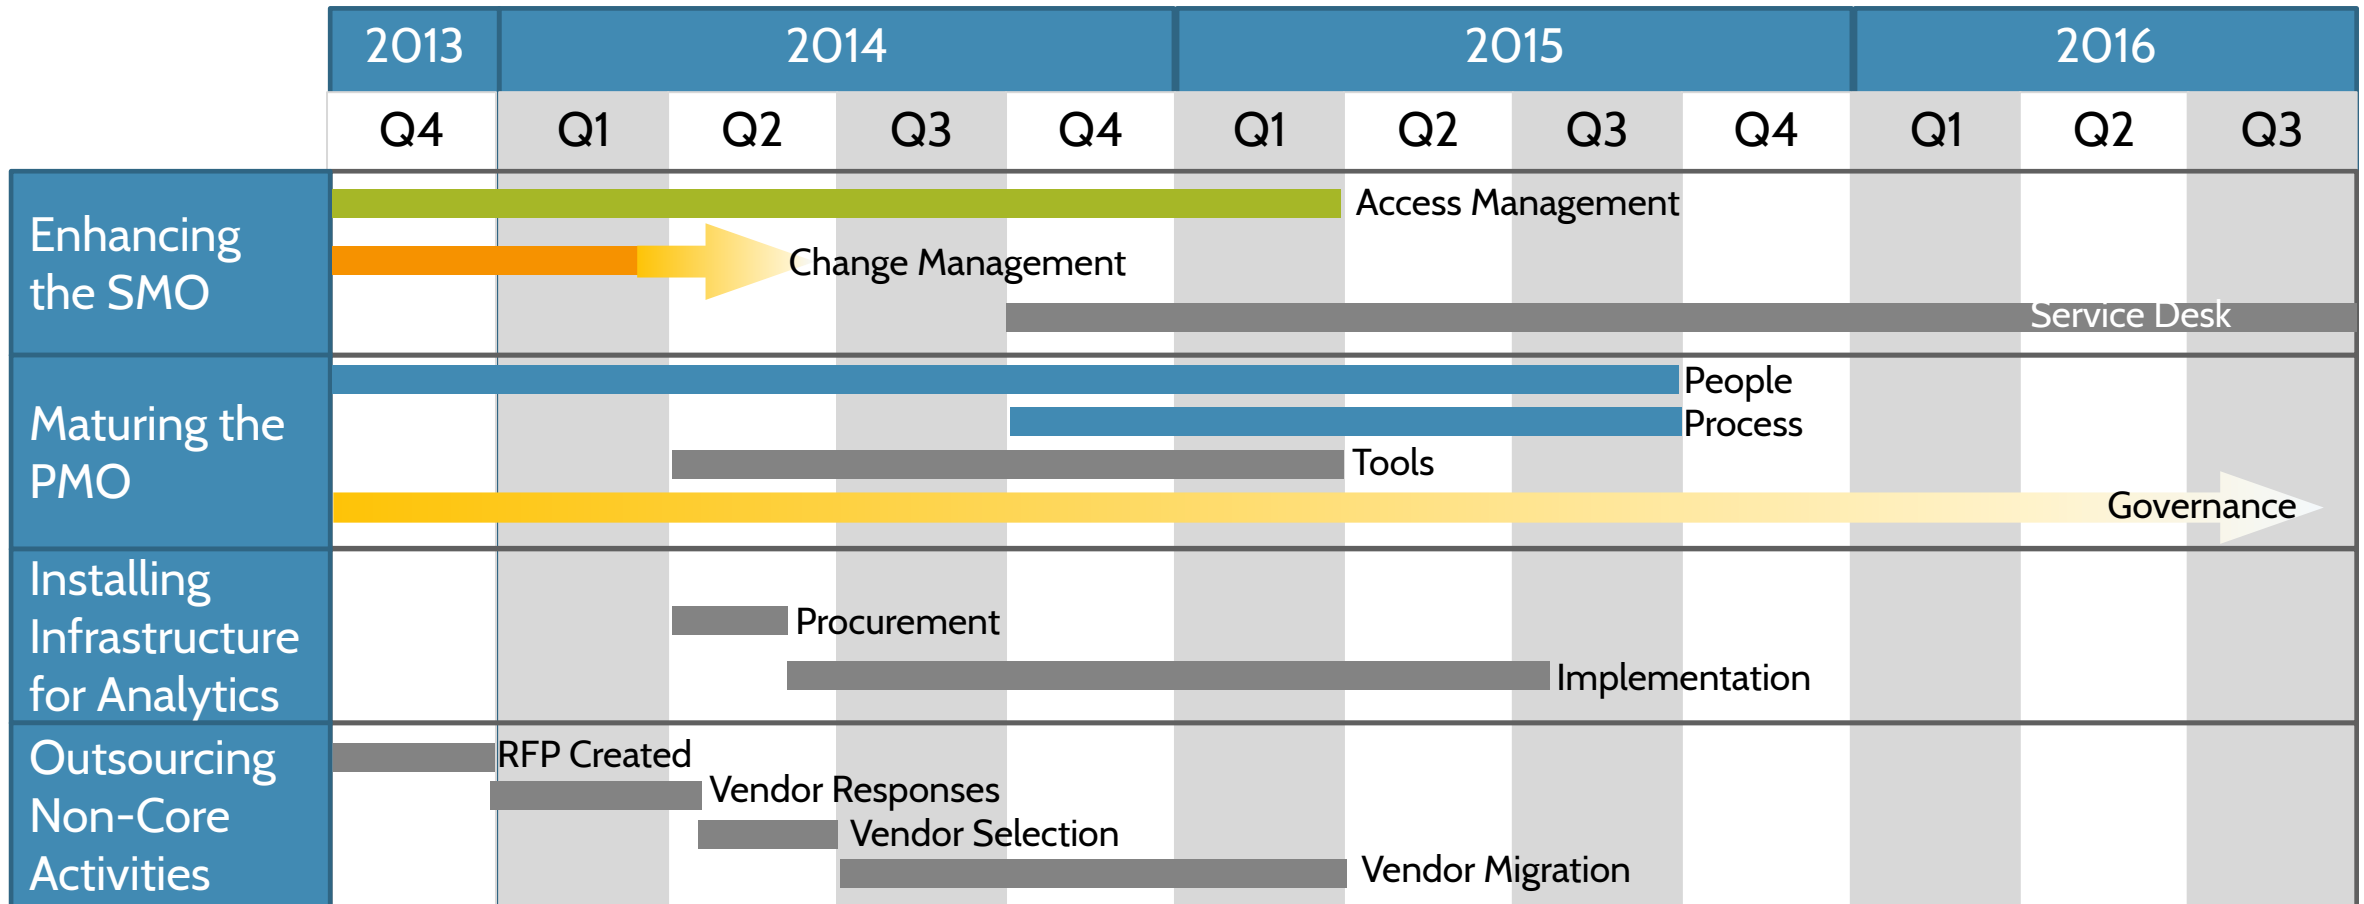 2013 2014 2015 2016
Q4 Q1 Q2 Q3 Q4 Q1 Q2 Q3 Q4 Q1 Q2 Q3
Enhancing
the SMO
Access Management
Change Management
Service Desk
Maturing the
PMO
People
Process
Tools
Governance
Installing
Infrastructure
for Analytics
Procurement
Implementation
Outsourcing
Non-Core
Activities
RFP Created
Vendor Responses
Vendor Selection
Vendor Migration